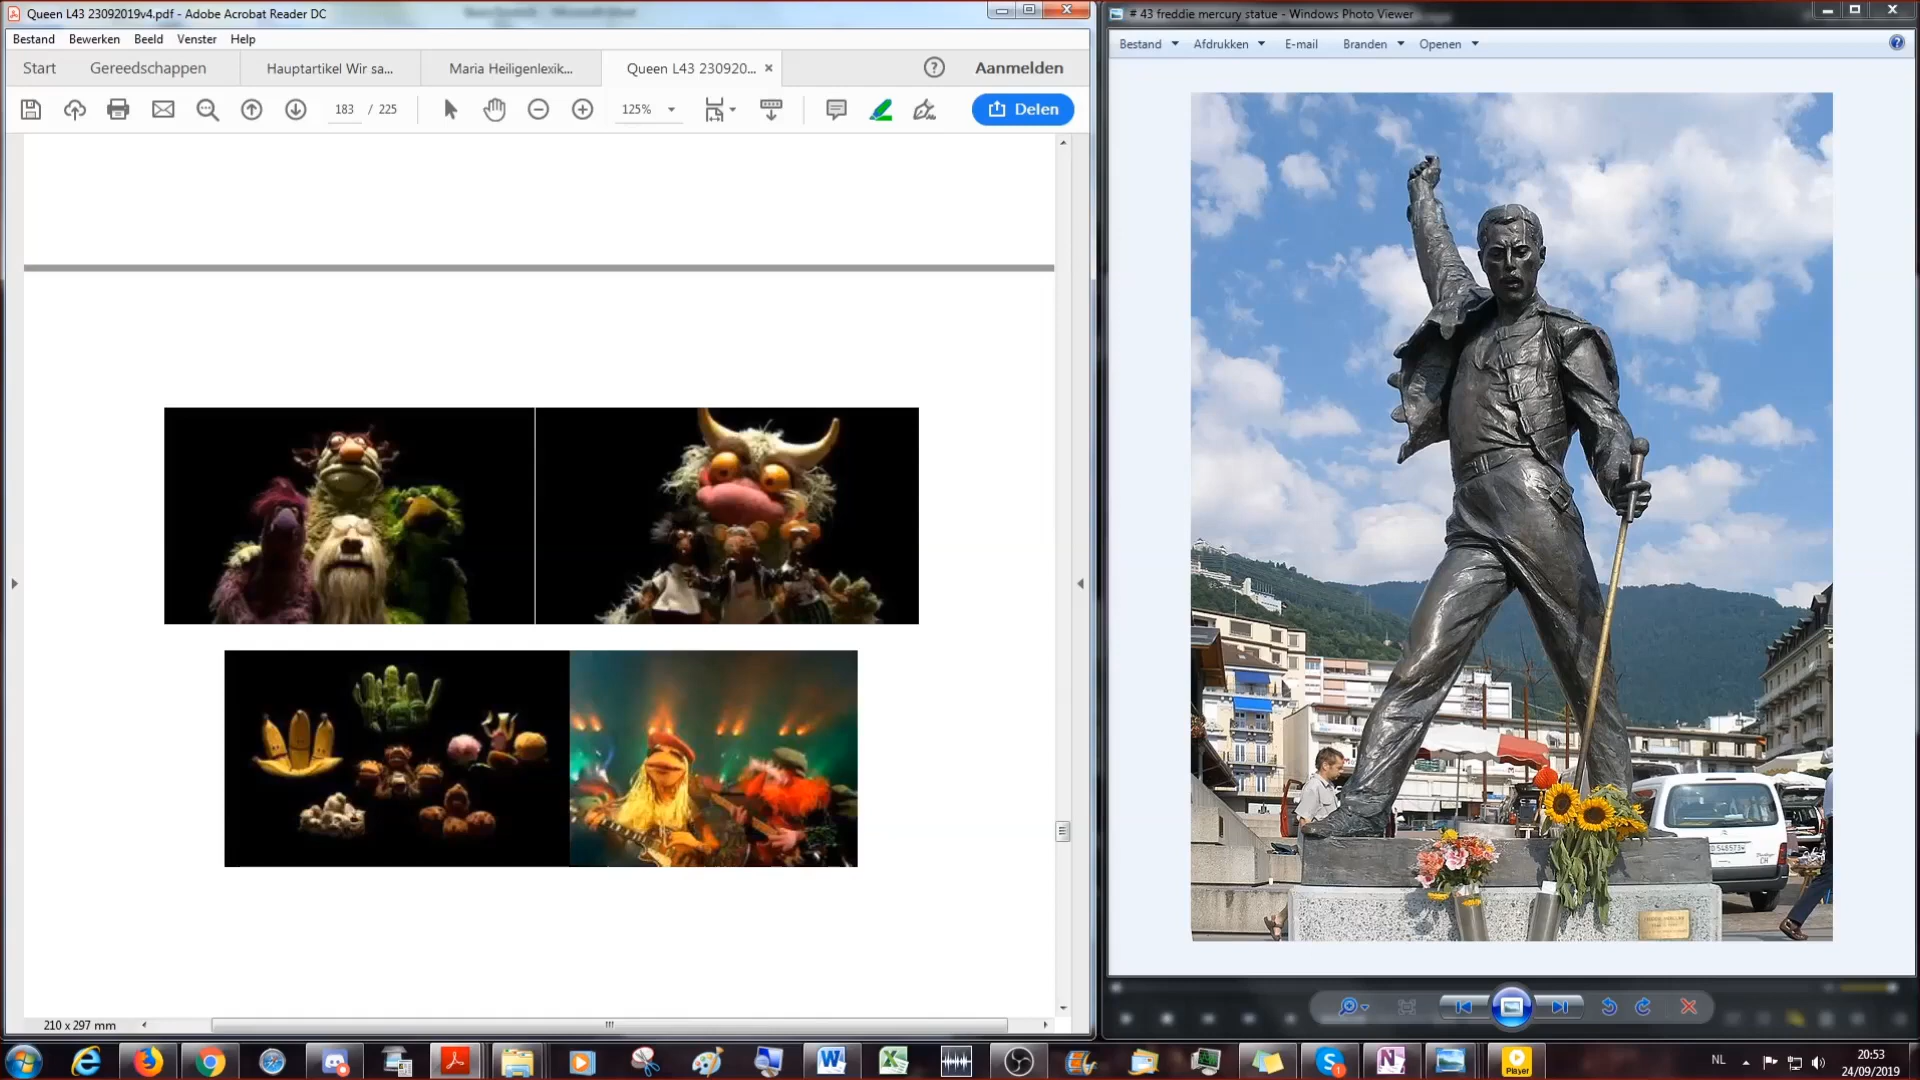 Queen L43 23092019v4.pdf - Adobe Acrobat Reader DC
Bestand Bewerken Beeld Venster Help
Start Gereedschappen Hauptartikel Wir sa... Maria Heiligenlexik... Queen L43 230920... Aanmelden
183 / 225 125% Delen
210 x 297 mm
# 43 freddie mercury statue - Windows Photo Viewer
Bestand Afdrukken E-mail Branden Openen
Player
NL
20:53
24/09/2019